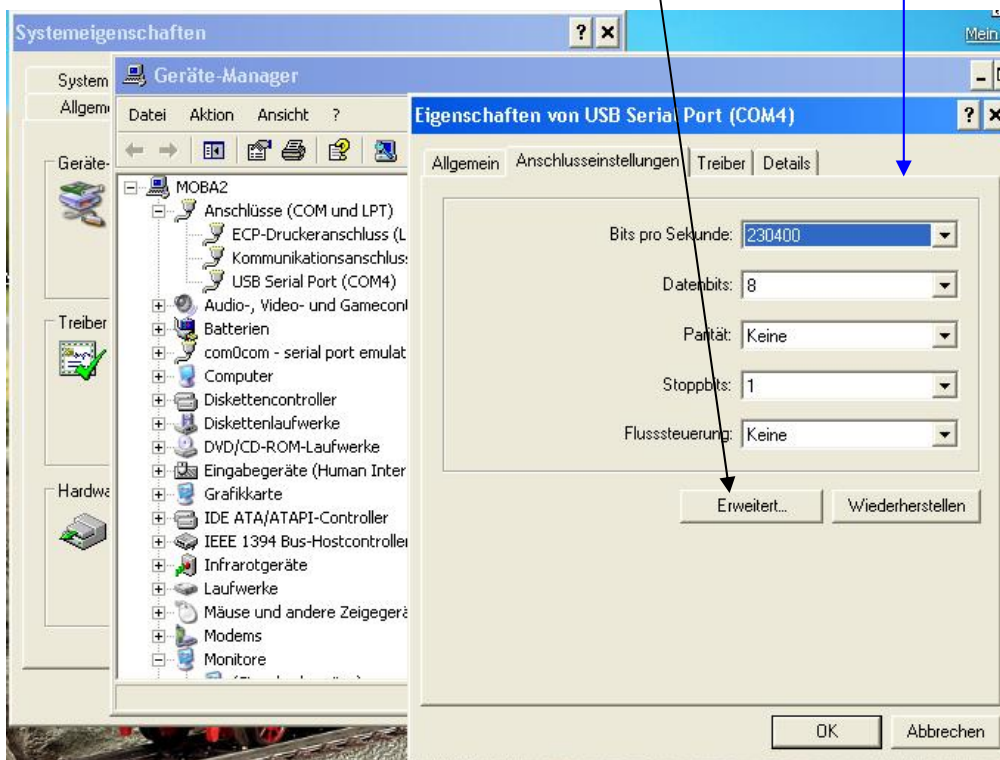 Systemeigenschaften
Mein
System
Allgem
Geräte-
Treiber
Hardwa
Geräte-Manager
Datei Aktion Ansicht ?
MOBA2
Anschlüsse (COM und LPT)
ECP-Druckeranschluss (L
Kommunikationsanschlus
USB Serial Port (COM4)
Audio-, Video- und Gamecon
Batterien
com0com - serial port emulat
Computer
Diskettencontroller
Diskettenlaufwerke
DVD/CD-ROM-Laufwerke
Eingabegeräte (Human Inter
Grafikkarte
IDE ATA/ATAPI-Controller
IEEE 1394 Bus-Hostcontroller
Infrarotgeräte
Laufwerke
Mäuse und andere Zeigegerä
Modems
Monitore
Eigenschaften von USB Serial Port (COM4)
Allgemein Anschlusseinstellungen Treiber Details
Bits pro Sekunde: 230400
Datenbits: 8
Parität: Keine
Stoppbits: 1
Flusssteuerung: Keine
Erweitert... Wiederherstellen
OK Abbrechen